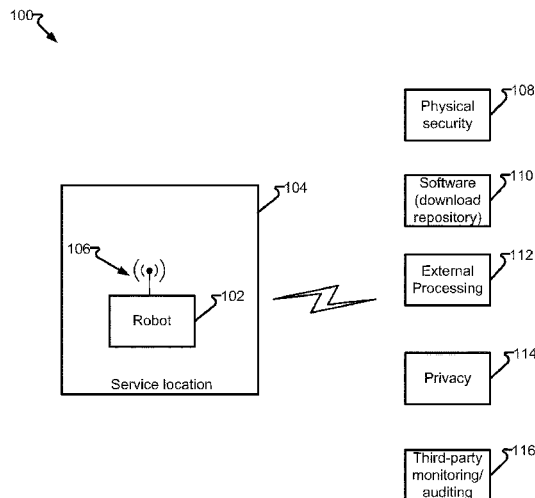 100
108
Physical
security
110
Software
(download
repository)
104
106
112
External
Processing
102
Robot
114
Privacy
Service location
116
Third-party
monitoring/
auditing